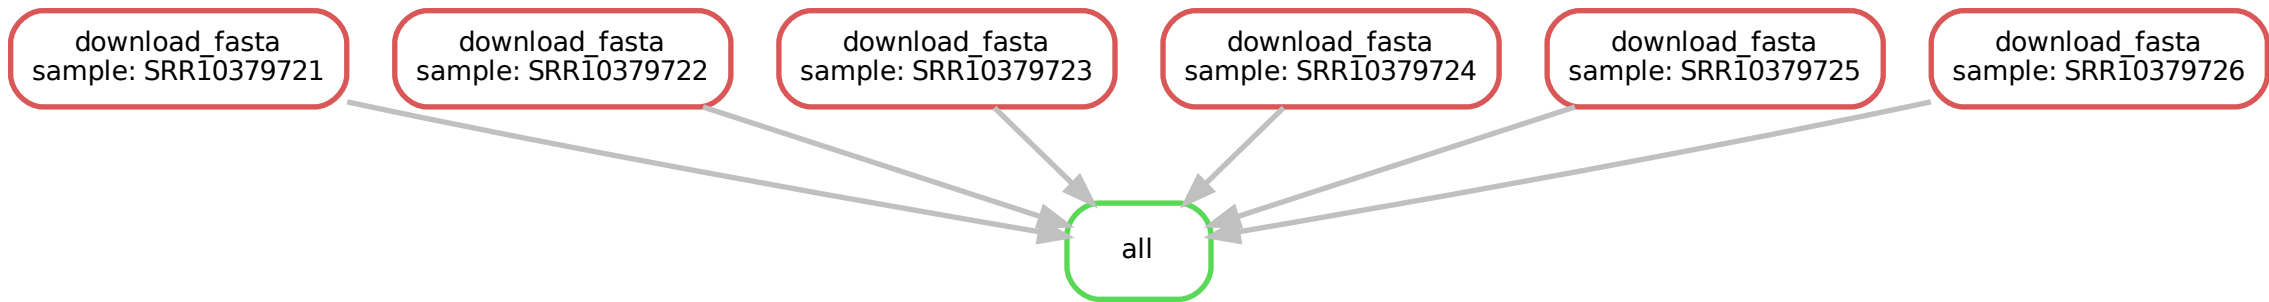 download_fasta
sample: SRR10379721
download_fasta
sample: SRR10379722
download_fasta
sample: SRR10379723
download_fasta
sample: SRR10379724
download_fasta
sample: SRR10379725
download_fasta
sample: SRR10379726
all